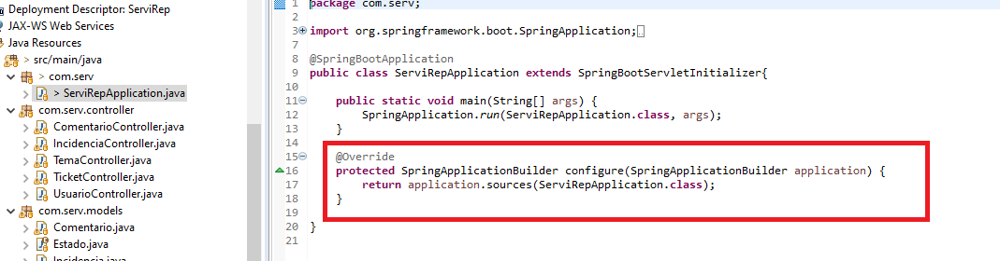 Deployment Descriptor: ServiRep
JAX-WS Web Services
Java Resources
> src/main/java
> com.serv
> ServiRepApplication.java
com.serv.controller
ComentarioController.java
IncidenciaController.java
TemaController.java
TicketController.java
UsuarioController.java
com.serv.models
Comentario.java
Estado.java
Incidencia.java
1 package com.serv;
2
3 import org.springframework.boot.SpringApplication;
7
8 @SpringBootApplication
9 public class ServiRepApplication extends SpringBootServletInitializer{
10
11 public static void main(String[] args) {
12 SpringApplication.run(ServiRepApplication.class, args);
13 }
14
15 @Override
16 protected SpringApplicationBuilder configure(SpringApplicationBuilder application) {
17 return application.sources(ServiRepApplication.class);
18 }
19
20 }
21